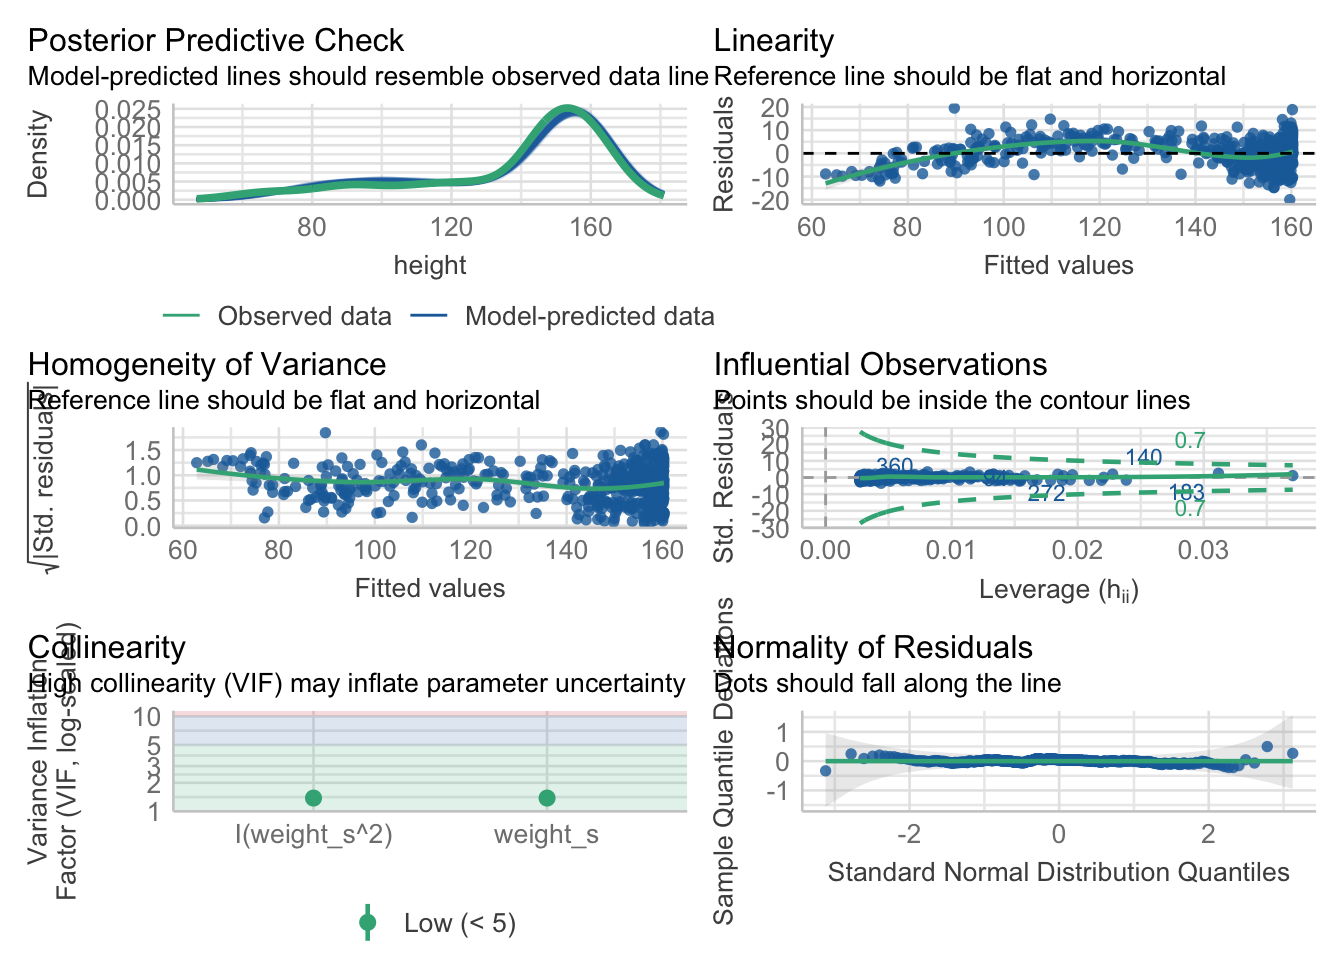 Posterior Predictive Check
Model-predicted lines should resemble observed data line
Density
0.025
0.020
0.015
0.010
0.005
0.000
80 120 160
height
Observed data Model-predicted data
Linearity
Reference line should be flat and horizontal
Residuals
20
10
0
-10
-20
60 80 100 120 140 160
Fitted values
Homogeneity of Variance
Reference line should be flat and horizontal
√|Std. residuals|
1.5
1.0
0.5
0.0
60 80 100 120 140 160
Fitted values
Influential Observations
Points should be inside the contour lines
Std. Residuals
30
20
10
0
-10
-20
-30
0.7
140
360
94
272
183
0.7
0.00 0.01 0.02 0.03
Leverage (hii)
Collinearity
High collinearity (VIF) may inflate parameter uncertainty
Variance Inflation
Factor (VIF, log-scaled)
10
5
3
2
1
I(weight_s^2) weight_s
Low (< 5)
Normality of Residuals
Dots should fall along the line
Sample Quantile Deviations
1
0
-1
-2 0 2
Standard Normal Distribution Quantiles